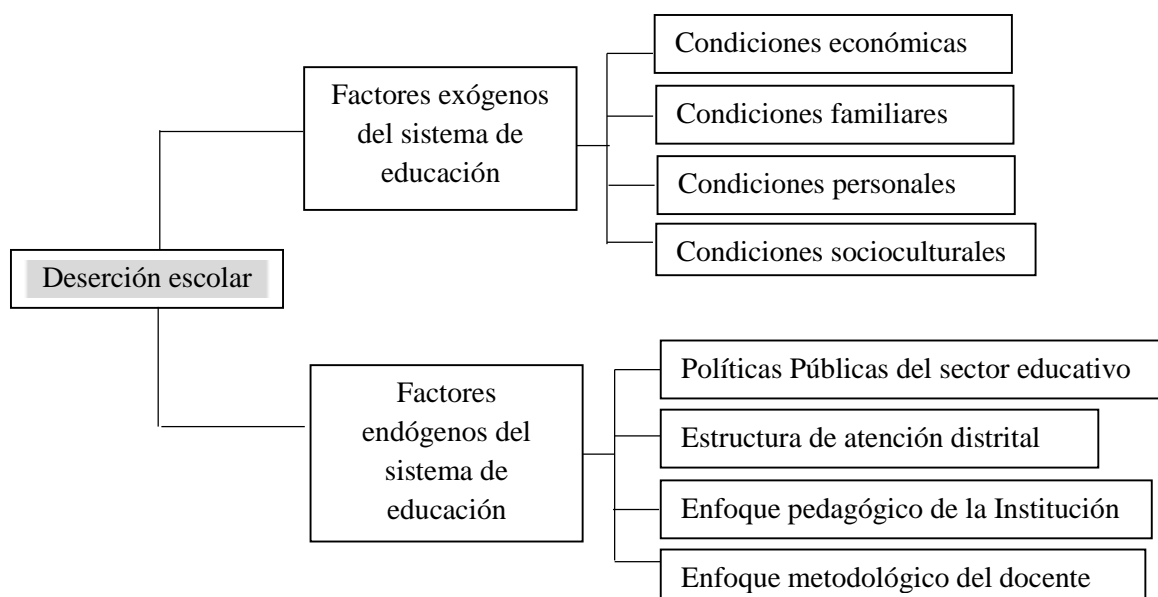 Deserción escolar
Factores exógenos
del sistema de
educación
Condiciones económicas
Condiciones familiares
Condiciones personales
Condiciones socioculturales
Factores
endógenos del
sistema de
educación
Políticas Públicas del sector educativo
Estructura de atención distrital
Enfoque pedagógico de la Institución
Enfoque metodológico del docente